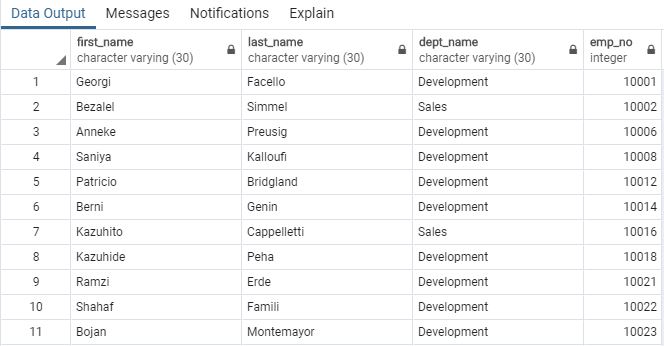 Data Output Messages Notifications Explain
first_name last_name dept_name emp_no
character varying (30) character varying (30) character varying (30) integer
1 Georgi Facello Development 10001
2 Bezalel Simmel Sales 10002
3 Anneke Preusig Development 10006
4 Saniya Kalloufi Development 10008
5 Patricio Bridgland Development 10012
6 Berni Genin Development 10014
7 Kazuhito Cappelletti Sales 10016
8 Kazuhide Peha Development 10018
9 Ramzi Erde Development 10021
10 Shahaf Famili Development 10022
11 Bojan Montemayor Development 10023